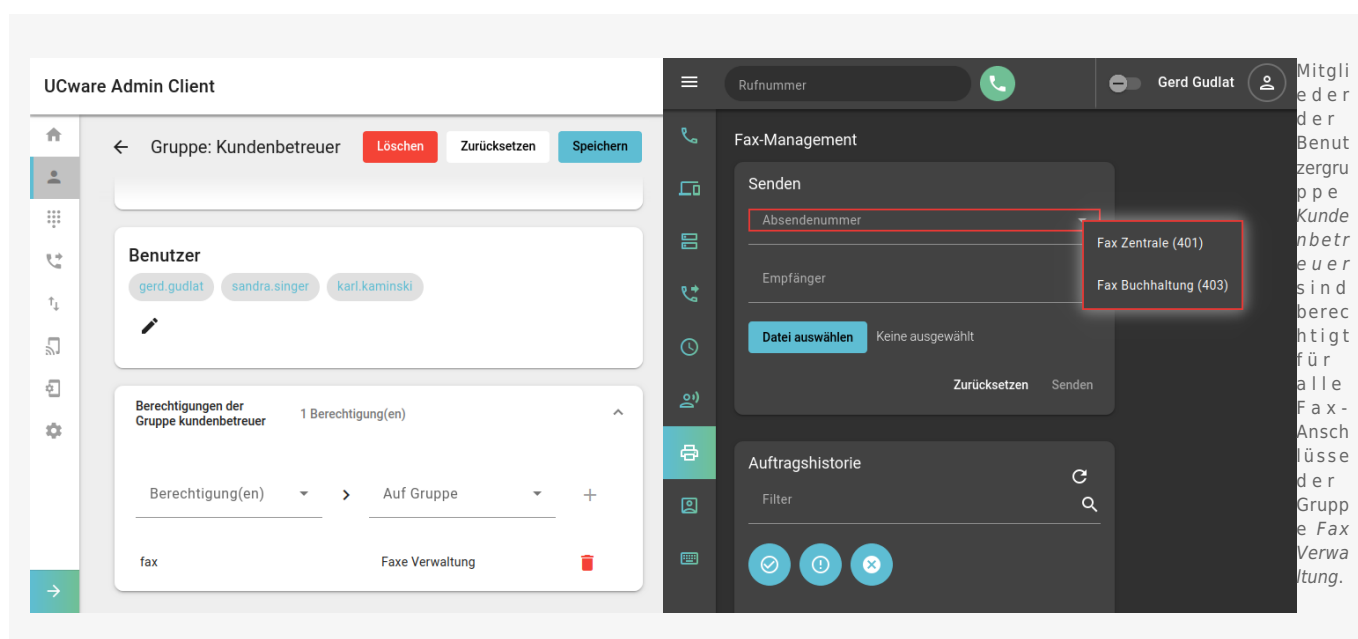 UCware Admin Client
Gruppe: Kundenbetreuer
Löschen
Zurücksetzen
Speichern
Benutzer
gerd.gudlat
sandra.singer
karl.kaminski
Berechtigungen der
Gruppe kundenbetreuer
1 Berechtigung(en)
Berechtigung(en)
Auf Gruppe
fax
Faxe Verwaltung
Rufnummer
Gerd Gudlat
Fax-Management
Senden
Absendenummer
Fax Zentrale (401)
Fax Buchhaltung (403)
Empfänger
Datei auswählen
Keine ausgewählt
Zurücksetzen
Senden
Auftragshistorie
Filter
Mitgli
eder
der
Benut
zergru
ppe
Kunde
nbetr
euer
sind
berec
htigt
für
alle
Fax-
Ansch
lüsse
der
Grupp
e Fax
Verwa
ltung.